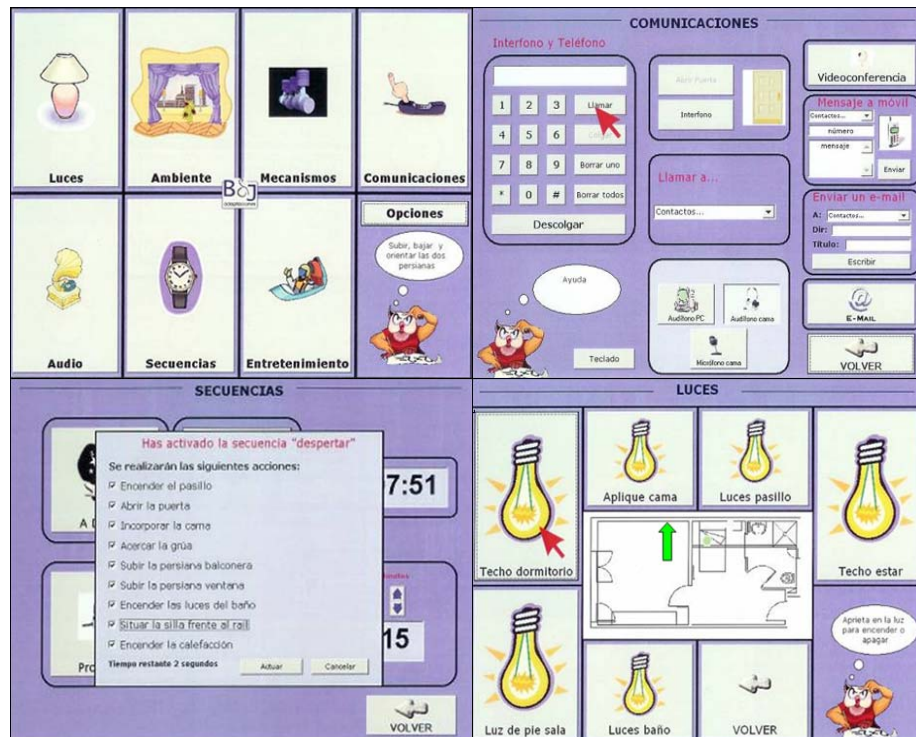 Luces
Ambiente
Mecanismos
Comunicaciones
B&J
Opciones
Subir, bajar y
orientar las dos
persianas
Audio
Secuencias
Entretenimiento
COMUNICACIONES
Interfono y Teléfono
1 2 3 Llamar
4 5 6
7 8 9 Borrar uno
* 0 # Borrar todos
Descolgar
Abrir Puerta
Interfono
Llamar a...
Contactos...
Ayuda
Teclado
Audífono PC
Audífono cama
Micrófono cama
Videoconferencia
Mensaje a móvil
Contactos...
número
mensaje
Enviar
Enviar un e-mail
A: Contactos...
Dir:
Título:
Escribir
E-MAIL
VOLVER
SECUENCIAS
Has activado la secuencia "despertar"
Se realizarán las siguientes acciones:
Encender el pasillo
Abrir la puerta
Incorporar la cama
Acercar la grúa
Subir la persiana balconera
Subir la persiana ventana
Encender las luces del baño
Situar la silla frente al rail
Encender la calefacción
Tiempo restante 2 segundos
Actuar
Cancelar
A
7:51
Pro
15
VOLVER
LUCES
Techo dormitorio
Aplique cama
Luces pasillo
Techo estar
Luz de pie sala
Luces baño
VOLVER
Aprieta en la luz
para encender o
apagar